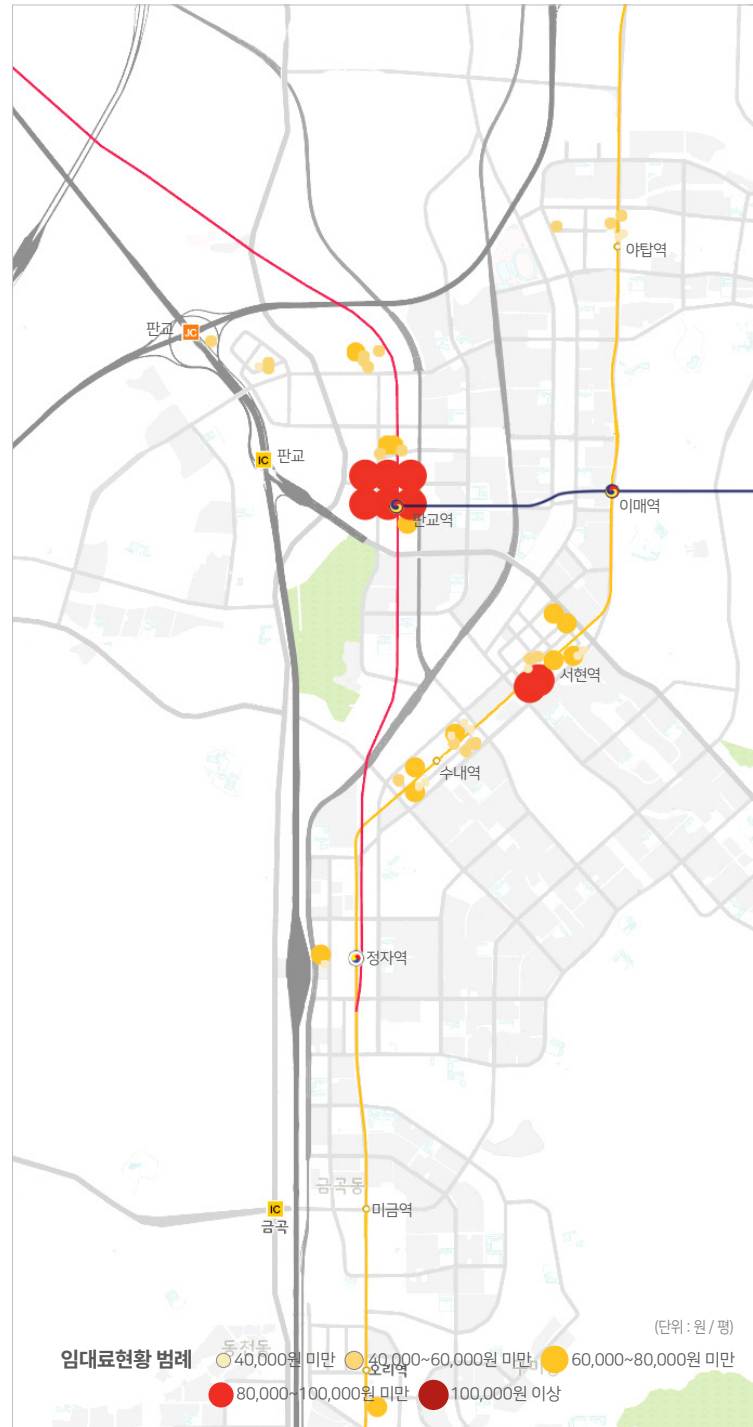 야탑역
판교
JC
IC
판교
판교역
이매역
서현역
수내역
정자역
금곡동
IC
미금역
금곡
(단위 : 원 / 평)
동천동
임대료현황 범례
40,000원 미만
40,000~60,000원 미만
60,000~80,000원 미만
오리역
80,000~100,000원 미만
100,000원 이상